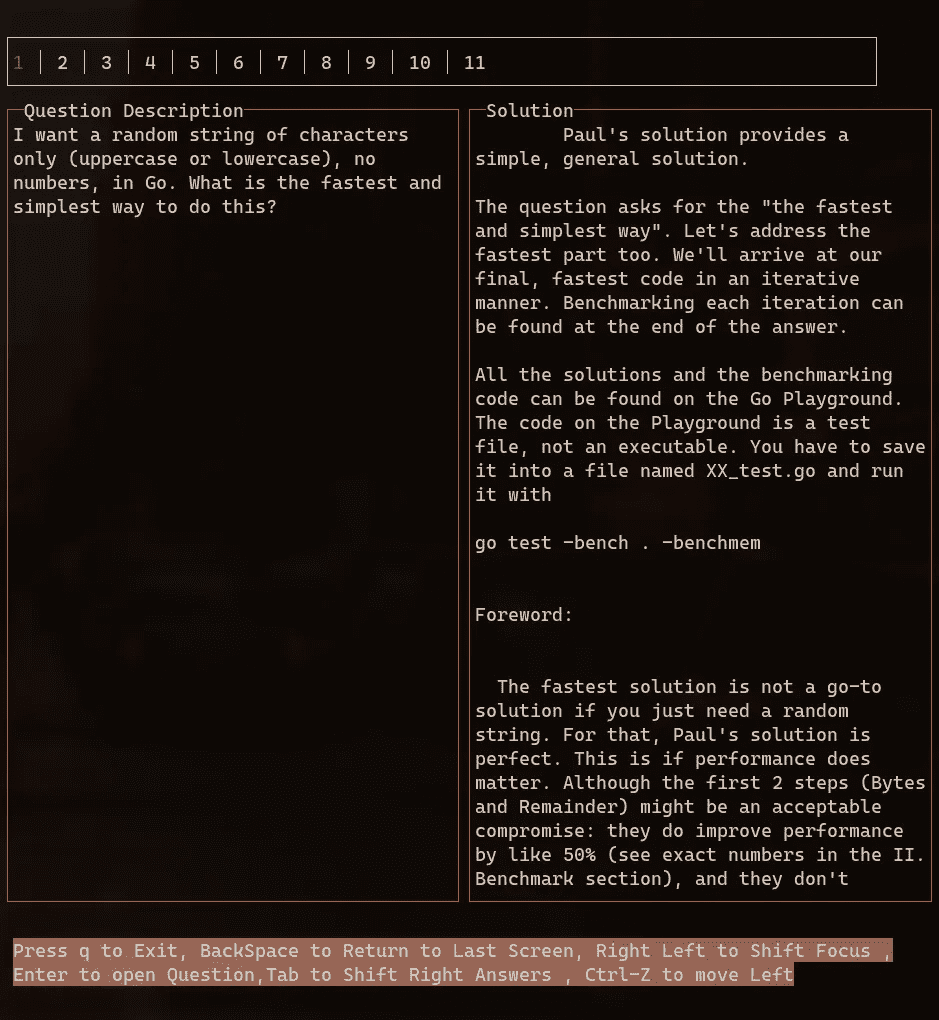 1 │ 2 │ 3 │ 4 │ 5 │ 6 │ 7 │ 8 │ 9 │ 10 │ 11
Question Description
I want a random string of characters
only (uppercase or lowercase), no
numbers, in Go. What is the fastest and
simplest way to do this?
Solution
Paul's solution provides a
simple, general solution.
The question asks for the "the fastest
and simplest way". Let's address the
fastest part too. We'll arrive at our
final, fastest code in an iterative
manner. Benchmarking each iteration can
be found at the end of the answer.
All the solutions and the benchmarking
code can be found on the Go Playground.
The code on the Playground is a test
file, not an executable. You have to save
it into a file named XX_test.go and run
it with
go test -bench . -benchmem
Foreword:
The fastest solution is not a go-to
solution if you just need a random
string. For that, Paul's solution is
perfect. This is if performance does
matter. Although the first 2 steps (Bytes
and Remainder) might be an acceptable
compromise: they do improve performance
by like 50% (see exact numbers in the II.
Benchmark section), and they don't
Press q to Exit, BackSpace to Return to Last Screen, Right Left to Shift Focus ,
Enter to open Question,Tab to Shift Right Answers , Ctrl-Z to move Left